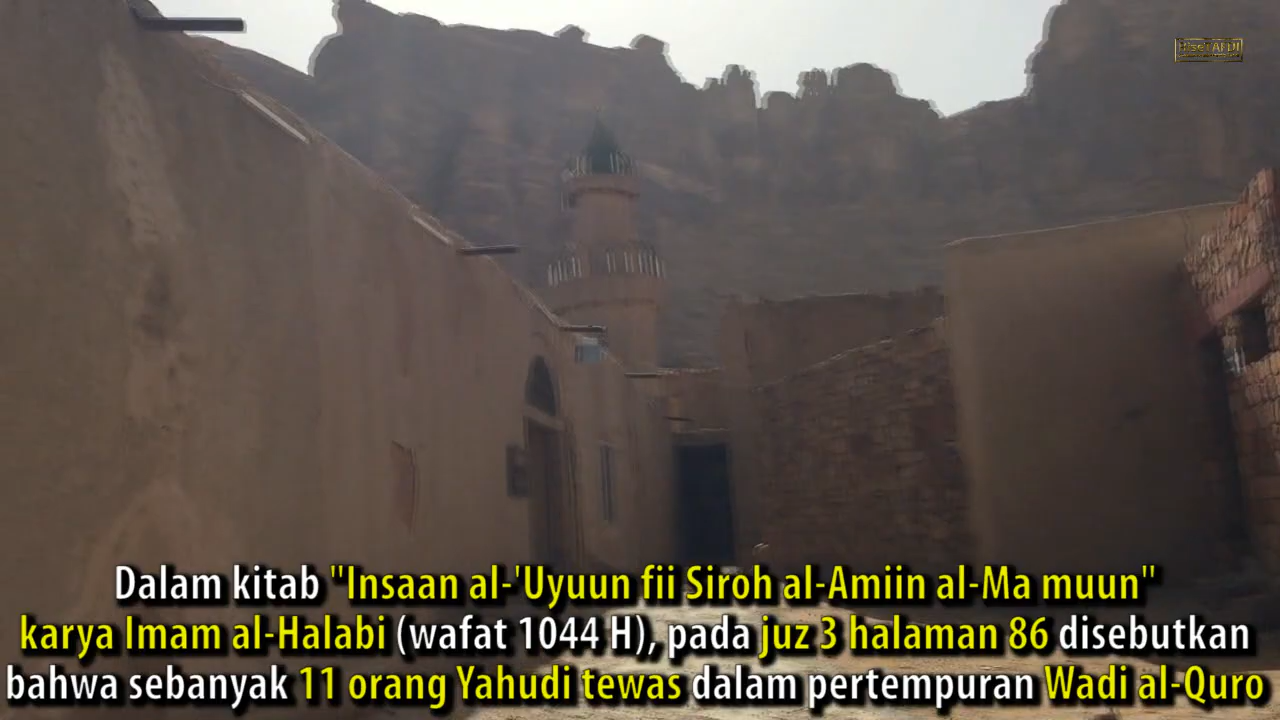 Dalam kitab "Insaan al-'Uyuun fii Siroh al-Amiin al-Ma muun"
karya Imam al-Halabi (wafat 1044 H), pada juz 3 halaman 86 disebutkan
bahwa sebanyak 11 orang Yahudi tewas dalam pertempuran Wadi al-Quro